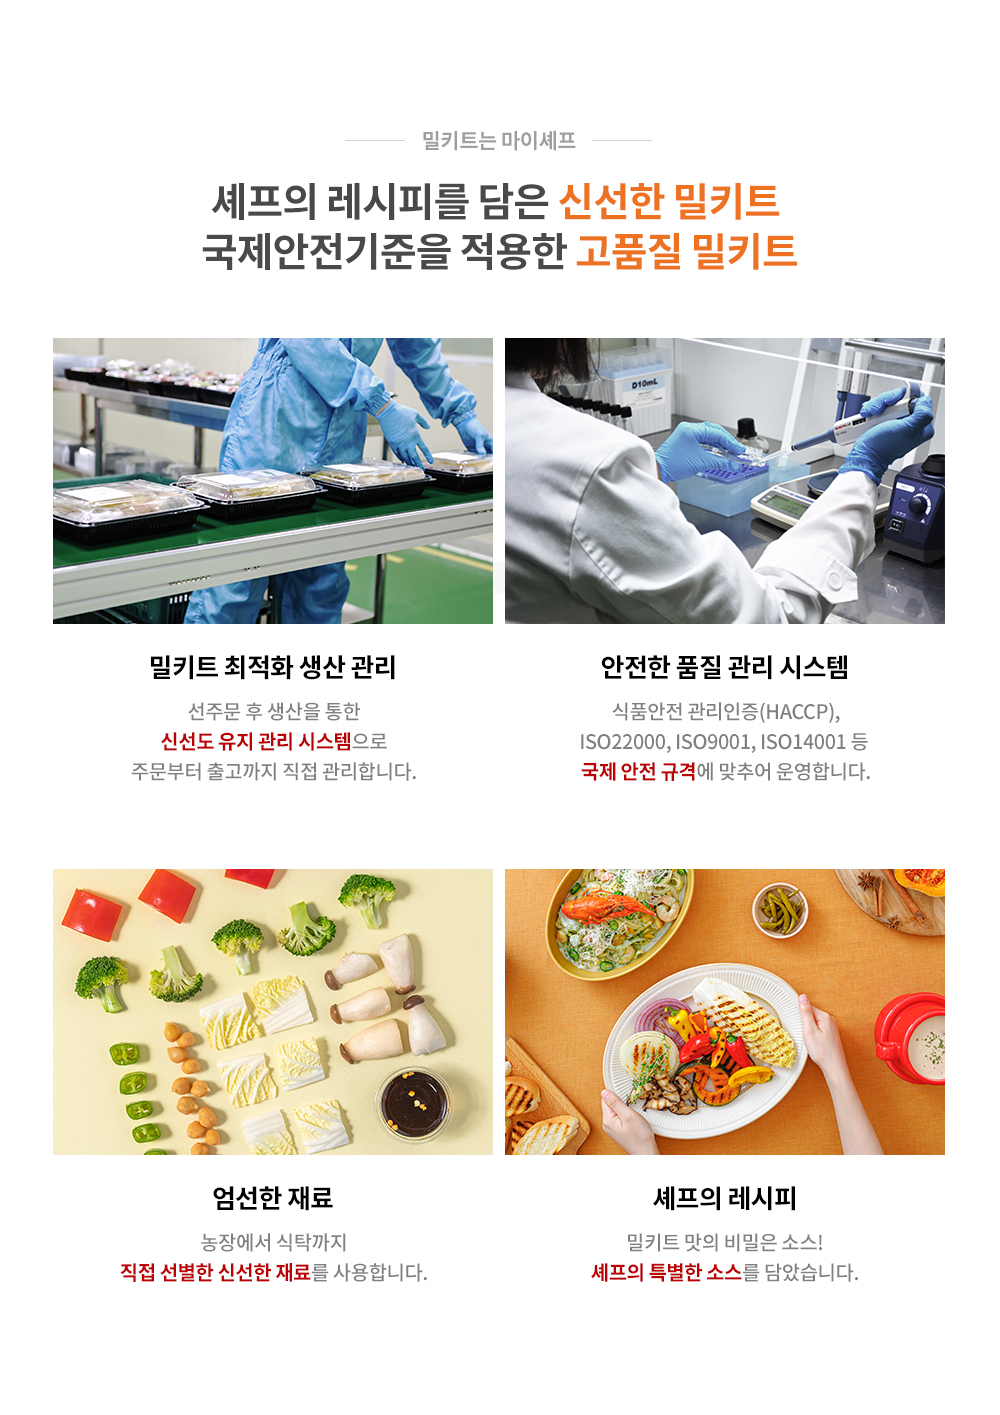 밀키트는 마이셰프
셰프의 레시피를 담은 신선한 밀키트
국제안전기준을 적용한 고품질 밀키트
D10mL
밀키트 최적화 생산 관리
선주문 후 생산을 통한
신선도 유지 관리 시스템으로
주문부터 출고까지 직접 관리합니다.
안전한 품질 관리 시스템
식품안전 관리인증(HACCP),
ISO22000, ISO9001, ISO14001 등
국제 안전 규격에 맞추어 운영합니다.
엄선한 재료
농장에서 식탁까지
직접 선별한 신선한 재료를 사용합니다.
셰프의 레시피
밀키트 맛의 비밀은 소스!
셰프의 특별한 소스를 담았습니다.